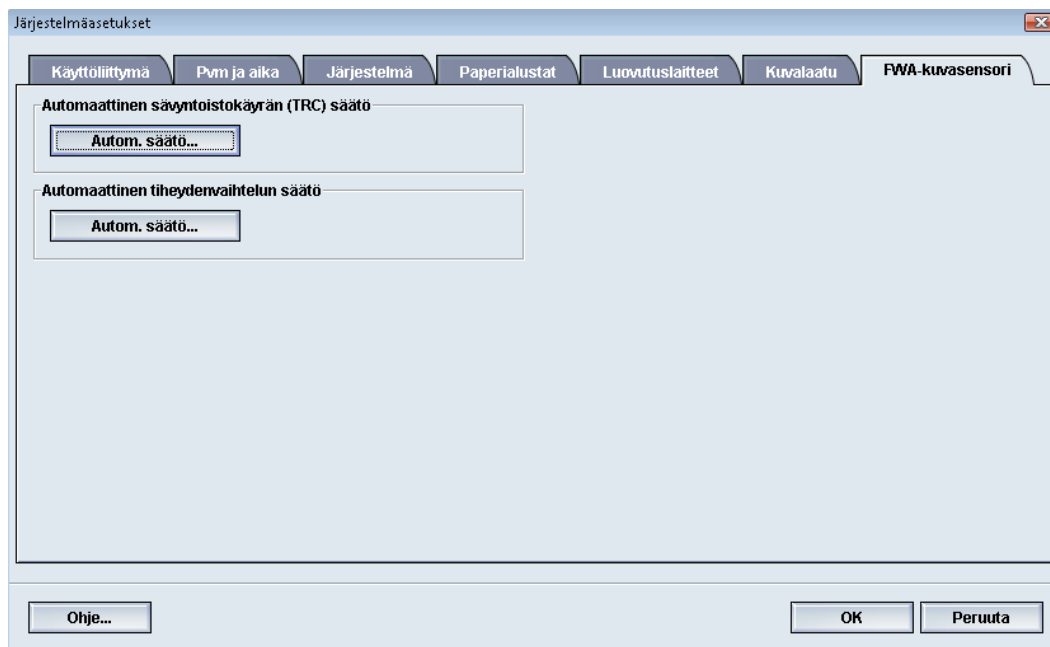 Järjestelmäasetukset
Käyttöliittymä Pvm ja aika Järjestelmä Paperialustat Luovutuslaitteet Kuvalaatu FWA-kuvasensori
Automaattinen sävyntoistokäyrän (TRC) säätö
Autom. säätö...
Automaattinen tiheydenvaihtelun säätö
Autom. säätö...
Ohje... OK Peruuta